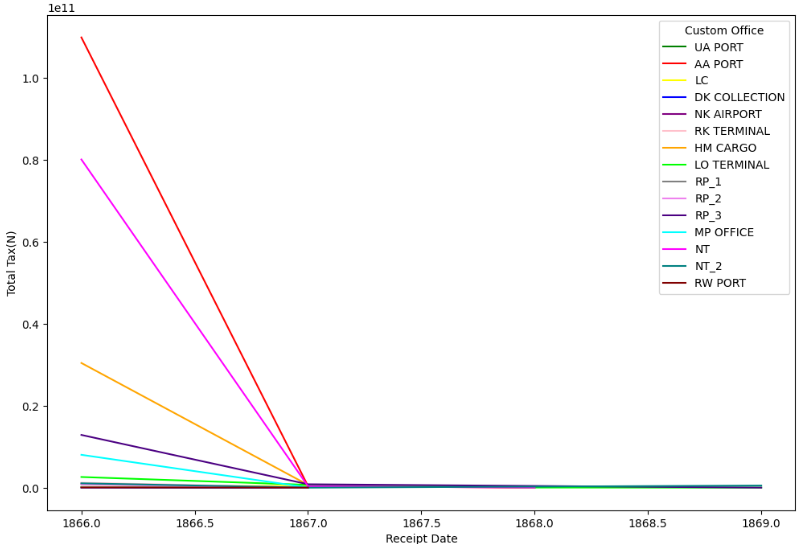 1e11
1.0
0.8
0.6
0.4
0.2
0.0
Total Tax(N)
Custom Office
UA PORT
AA PORT
LC
DK COLLECTION
NK AIRPORT
RK TERMINAL
HM CARGO
LO TERMINAL
RP_1
RP_2
RP_3
MP OFFICE
NT
NT_2
RW PORT
1866.0 1866.5 1867.0 1867.5 1868.0 1868.5 1869.0
Receipt Date